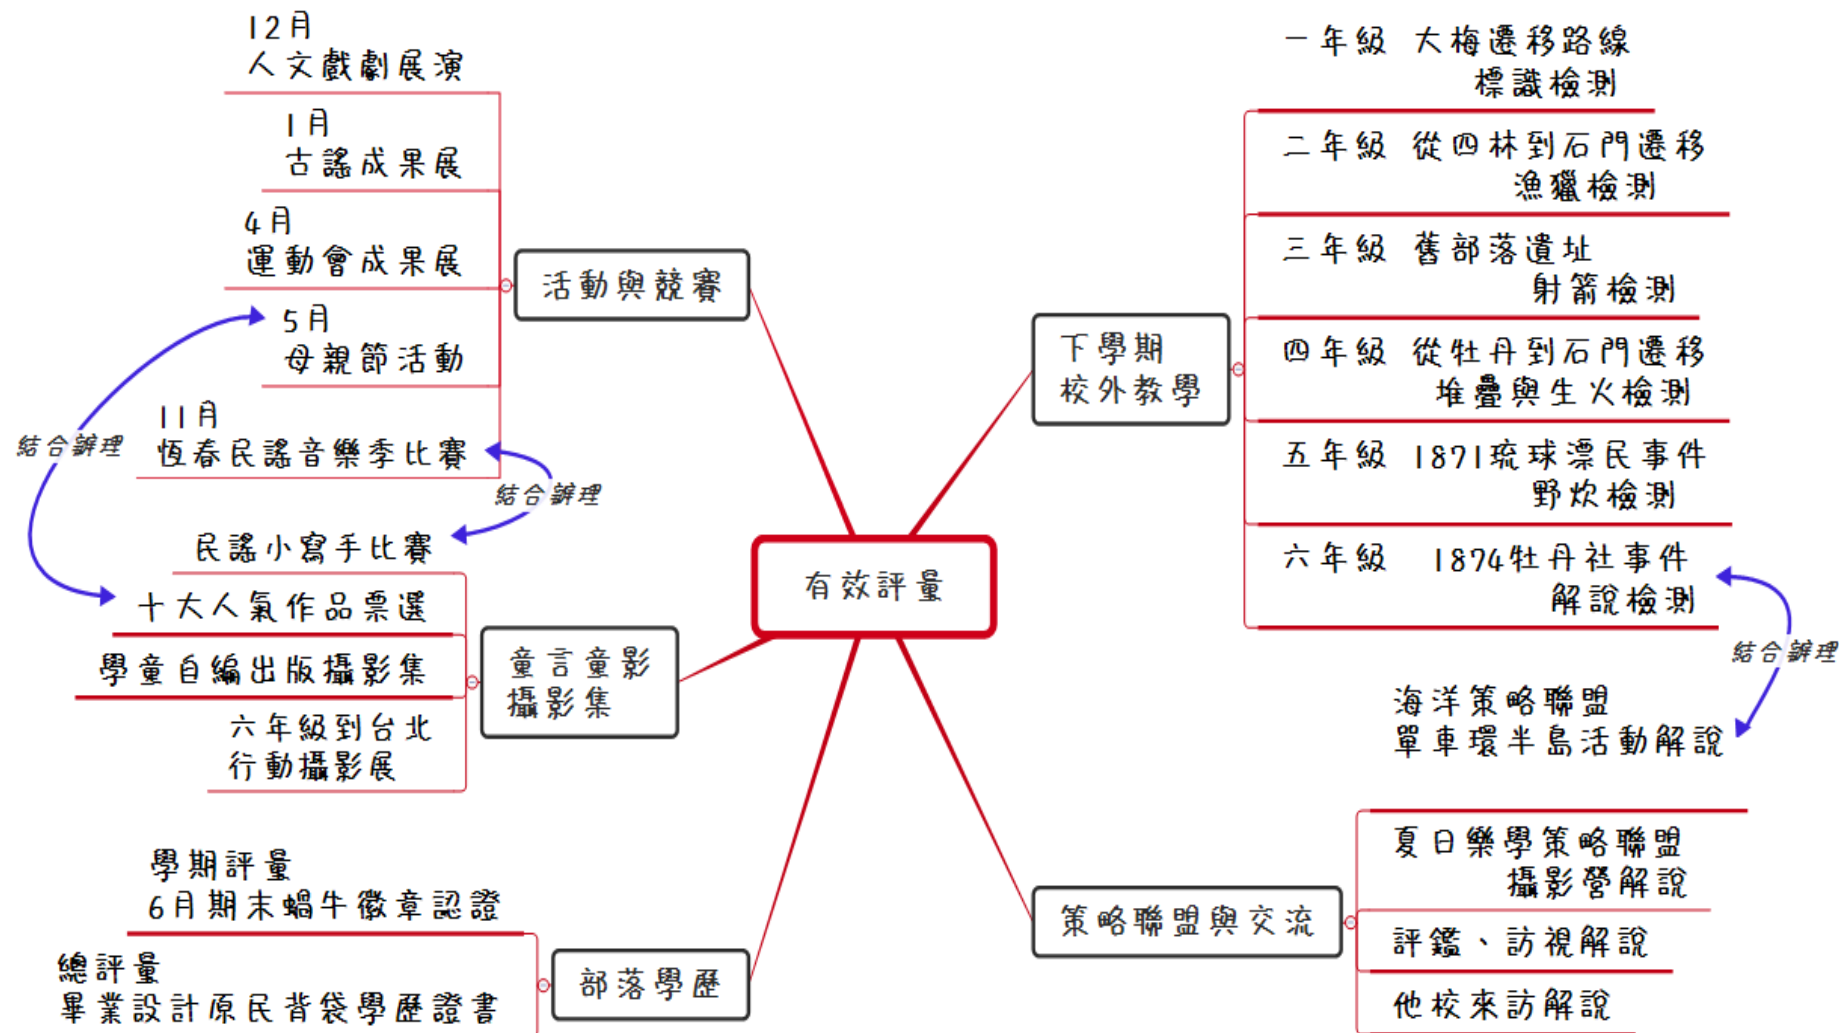 12月
人文戲劇展演
1月
古謠成果展
4月
運動會成果展
5月
母親節活動
11月
恆春民謠音樂季比賽
活動與競賽
結合辦理
結合辦理
民謠小寫手比賽
十大人氣作品票選
學童自編出版攝影集
六年級到台北
行動攝影展
童言童影
攝影集
學期評量
6月期末蝸牛徽章認證
總評量
畢業設計原民背袋學歷證書
部落學歷
有效評量
下學期
校外教學
一年級 大梅遷移路線
標識檢測
二年級 從四林到石門遷移
漁獵檢測
三年級 舊部落遺址
射箭檢測
四年級 從牡丹到石門遷移
堆疊與生火檢測
五年級 1871琉球漂民事件
野炊檢測
六年級 1874牡丹社事件
解說檢測
結合辦理
海洋策略聯盟
單車環半島活動解說
夏日樂學策略聯盟
攝影營解說
策略聯盟與交流
評鑑、訪視解說
他校來訪解說